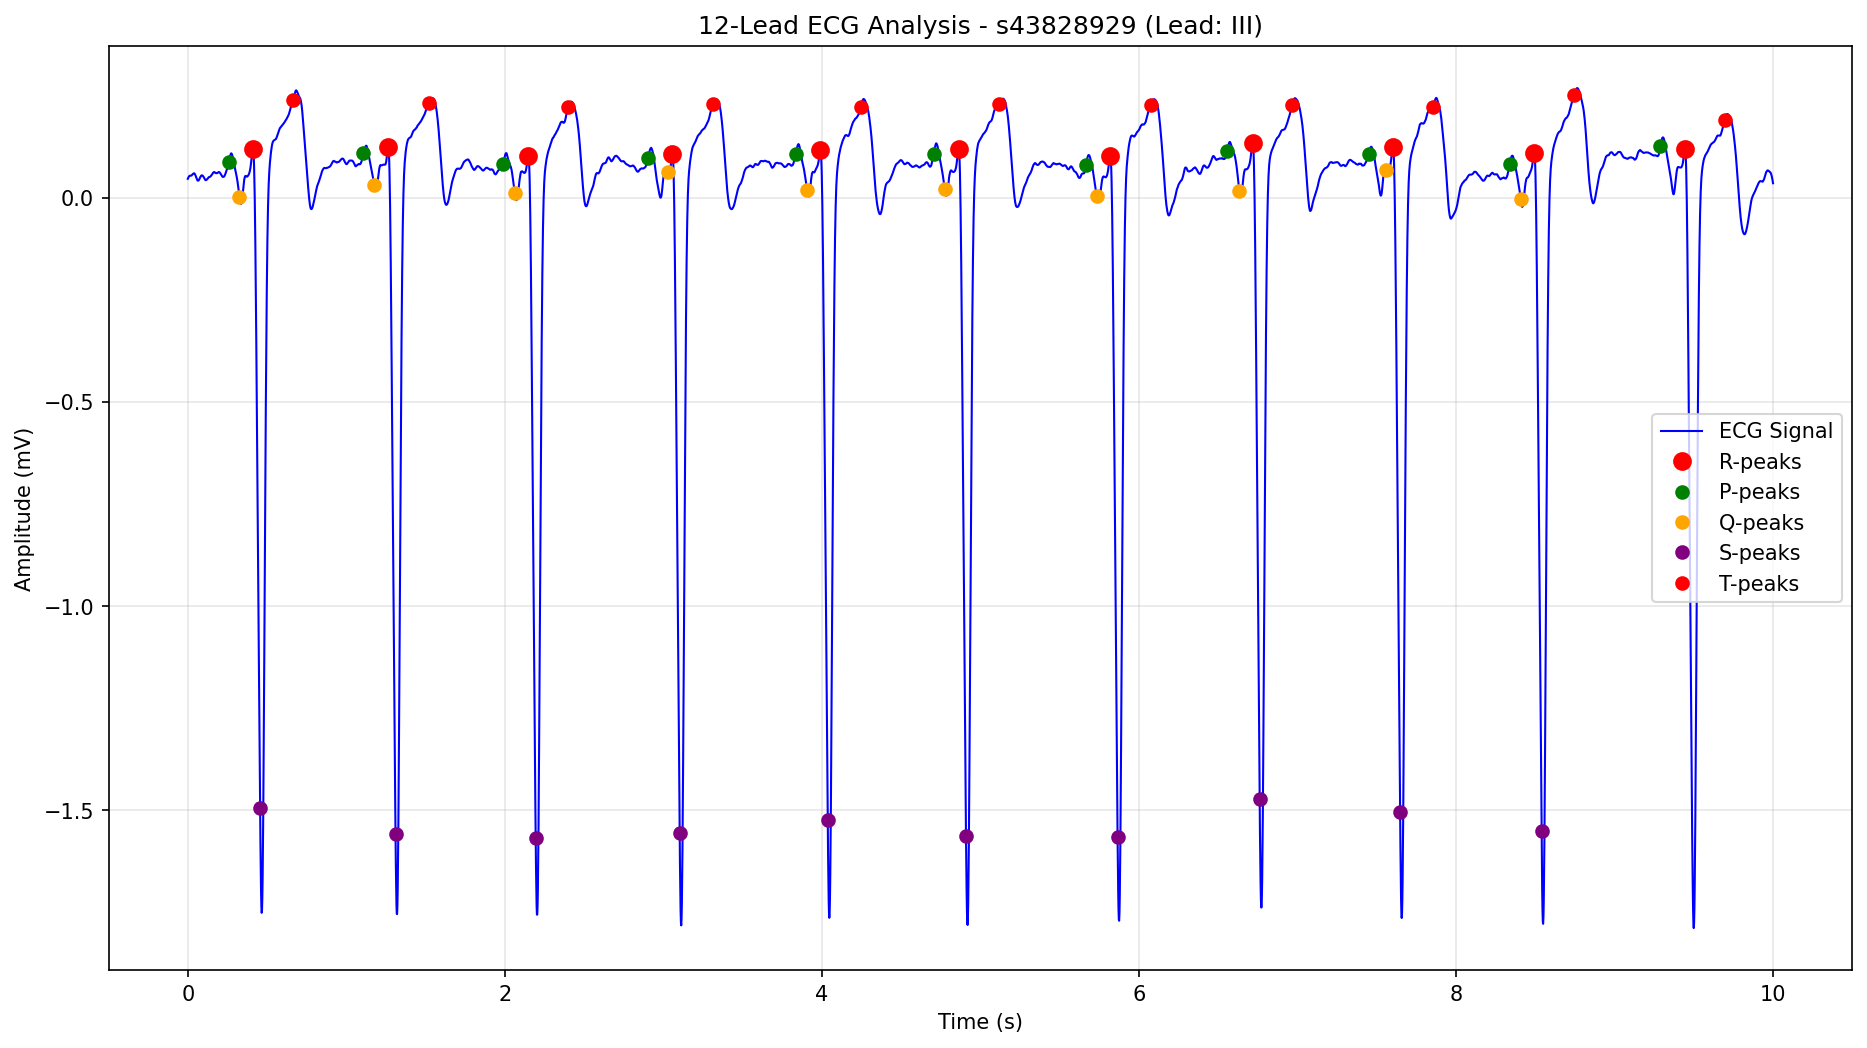 12-Lead ECG Analysis - s43828929 (Lead: III)
Amplitude (mV)
0.0
−0.5
−1.0
−1.5
ECG Signal
R-peaks
P-peaks
Q-peaks
S-peaks
T-peaks
0 2 4 6 8 10
Time (s)